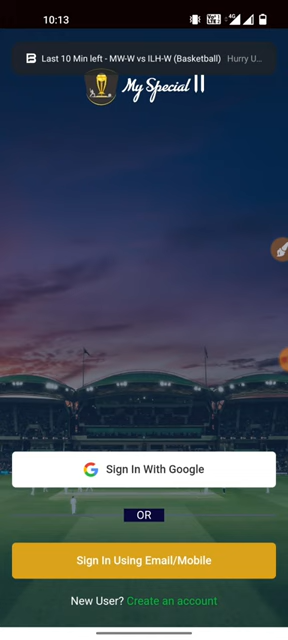 10:13
4G
Last 10 Min left - MW-W vs ILH-W (Basketball) Hurry U...
My Special 11
Sign In With Google
OR
Sign In Using Email/Mobile
New User? Create an account